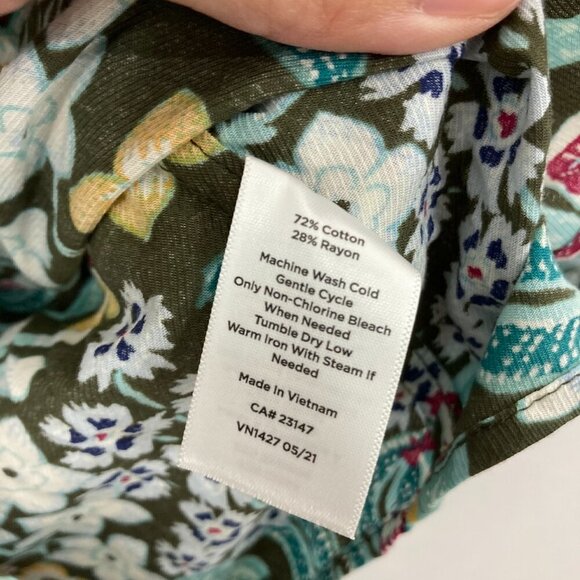 72% Cotton
28% Rayon
Machine Wash Cold
Gentle Cycle
Only Non-Chlorine Bleach
When Needed
Tumble Dry Low
Warm Iron With Steam If
Needed
Made in Vietnam
CA# 23147
VN1427 05/21